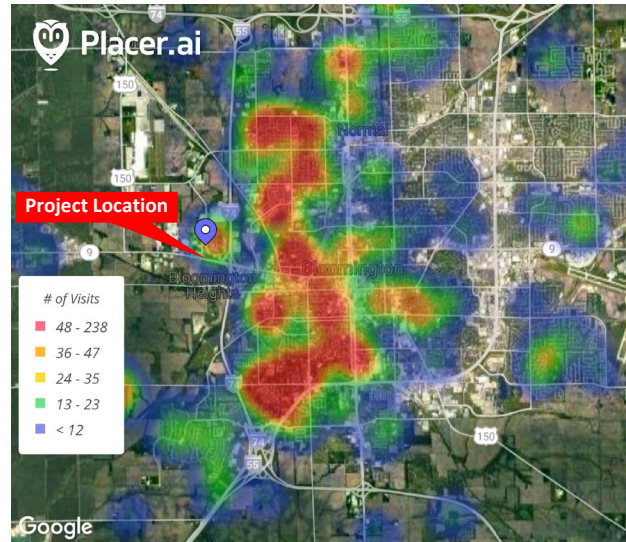 Placer.ai
74
55
150
Normal
150
Project Location
74
9
9
Bloomington
Bloomington
Heights
# of Visits
48 - 238
36 - 47
24 - 35
13 - 23
< 12
74
150
55
Google